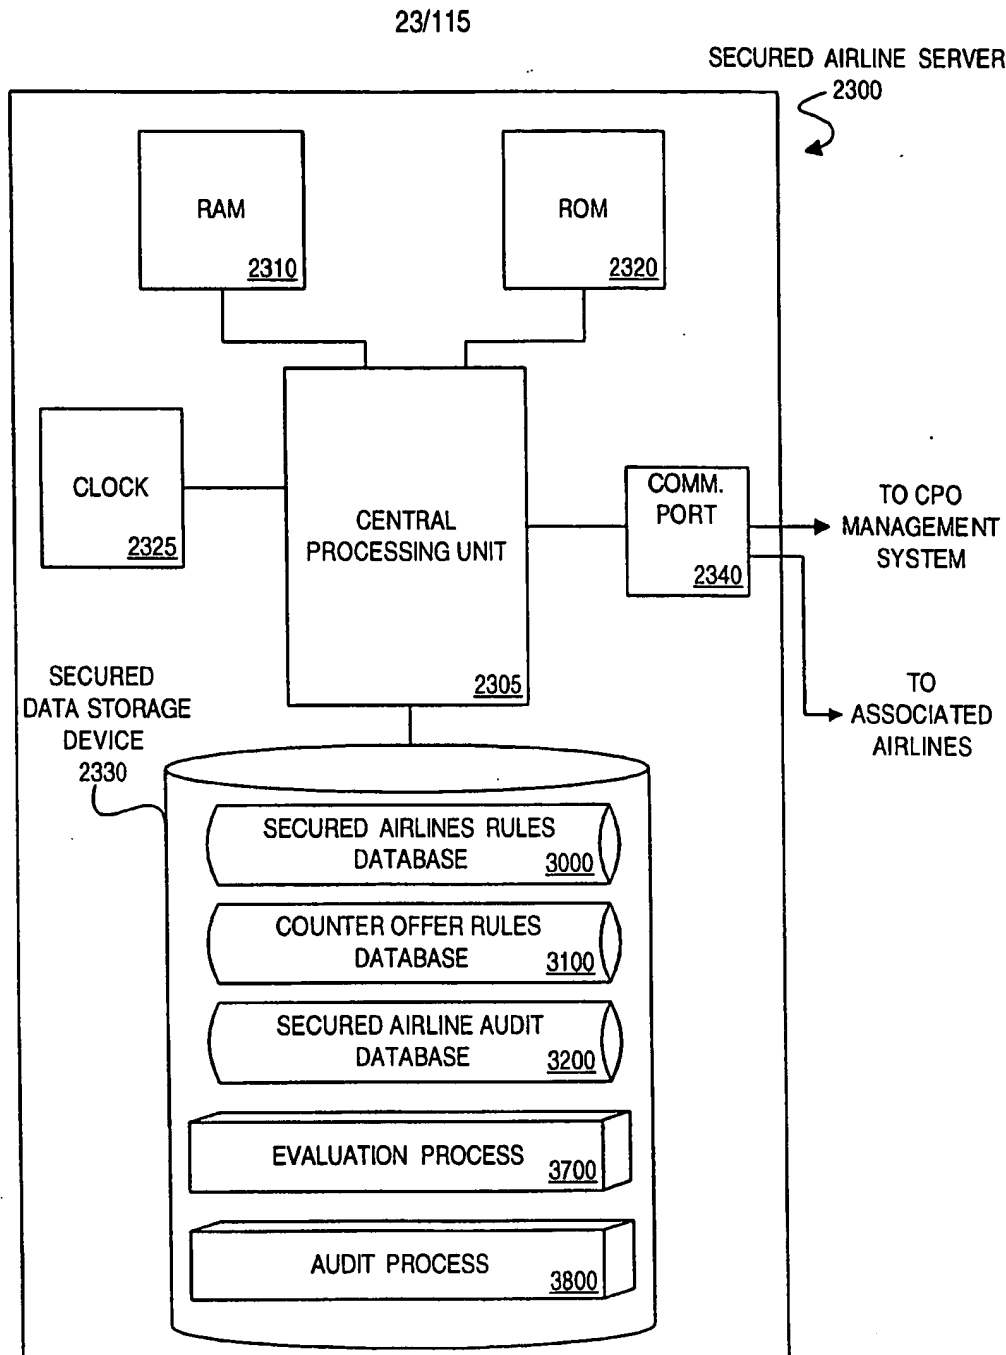 23/115
SECURED AIRLINE SERVER
2300
RAM
2310
ROM
2320
CLOCK
2325
CENTRAL
PROCESSING UNIT
2305
COMM.
PORT
2340
TO CPO
MANAGEMENT
SYSTEM
TO
ASSOCIATED
AIRLINES
SECURED
DATA STORAGE
DEVICE
2330
SECURED AIRLINES RULES
DATABASE
3000
COUNTER OFFER RULES
DATABASE
3100
SECURED AIRLINE AUDIT
DATABASE
3200
EVALUATION PROCESS
3700
AUDIT PROCESS
3800